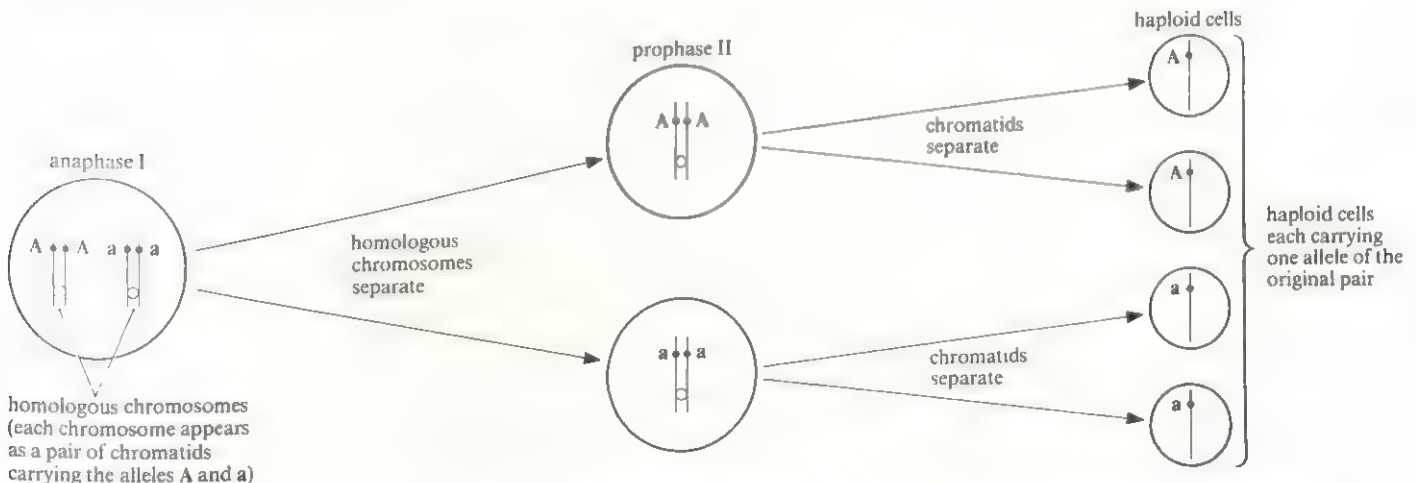 anaphase I
A A a a
homologous chromosomes
(each chromosome appears
as a pair of chromatids
carrying the alleles A and a)
homologous
chromosomes
separate
prophase II
A A
a a
chromatids
separate
chromatids
separate
haploid cells
A
A
a
a
haploid cells
each carrying
one allele of the
original pair